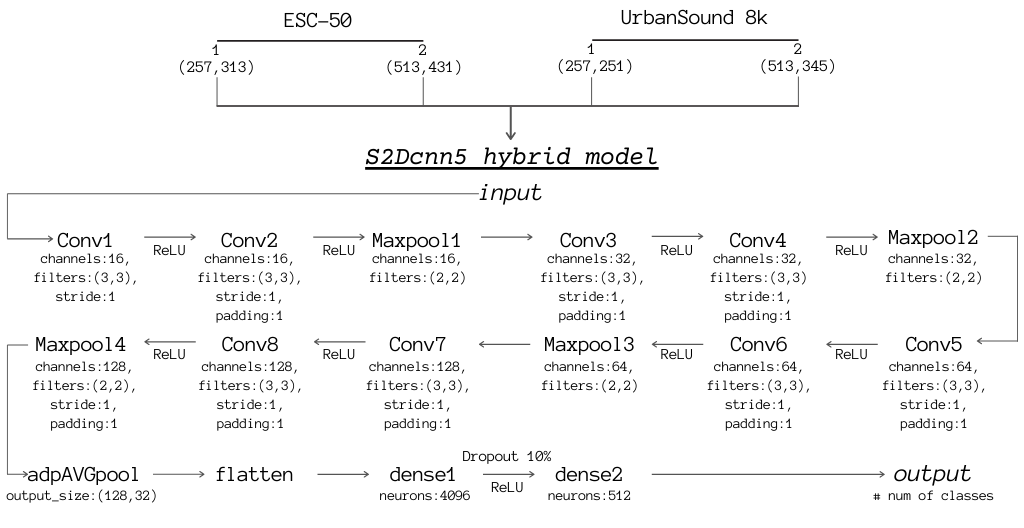 ESC-50
UrbanSound 8k
1 2 1 2
(257,313) (513,431) (257,251) (513,345)
S2Dcnn5 hybrid model
input
Conv1 ReLU Conv2 ReLU Maxpool1 Conv3 ReLU Conv4 ReLU Maxpool2
channels:16, channels:16, channels:16, channels:32, channels:32, channels:32,
filters:(3,3), filters:(3,3), filters:(2,2) filters:(3,3), filters:(3,3) filters:(2,2)
stride:1 stride:1, stride:1, stride:1,
padding:1 padding:1 padding:1
Maxpool4 ReLU Conv8 ReLU Conv7 Maxpool3 ReLU Conv6 ReLU Conv5
channels:128, channels:128, channels:128, channels:64, channels:64, channels:64,
filters:(2,2), filters:(3,3), filters:(3,3), filters:(2,2) filters:(3,3), filters:(3,3),
stride:1, stride:1, stride:1, stride:1, stride:1,
padding:1 padding:1 padding:1 padding:1 padding:1
Dropout 10%
adpAVGpool flatten dense1 ReLU dense2 output
output_size:(128,32) neurons:4096 neurons:512 # num of classes